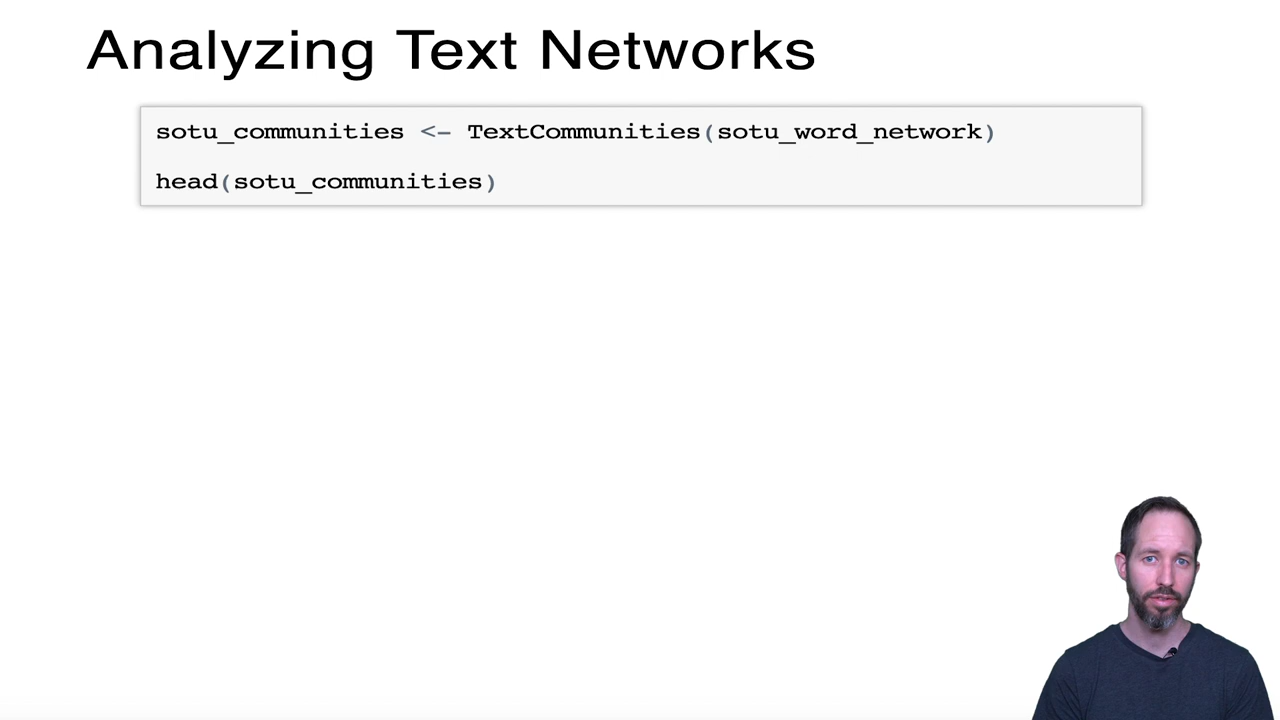 Analyzing Text Networks
sotu_communities <- TextCommunities(sotu_word_network)
head(sotu_communities)